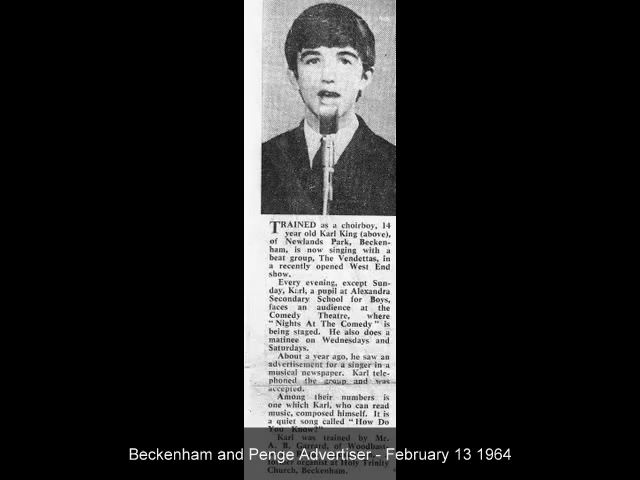 TRAINED as a choirboy, 14
year old Karl King (above),
of Newlands Park, Becken-
ham, is now singing with a
beat group, The Vendettas, in
a recently opened West End
show.
Every evening, except Sun-
day, Karl, a pupil at Alexandra
Secondary School for Boys,
faces an audience at the
Comedy Theatre, where
"Nights At The Comedy" is
being staged. He also does a
matinee on Wednesdays and
Saturdays.
About a year ago, he saw an
advertisement for a singer in a
musical newspaper. Karl tele-
phoned the group and was
accepted.
Among their numbers is
one which Karl, who can read
music, composed himself. It is
a quiet song called "How Do
You Know?"
Karl was trained by Mr.
A. B. Garrard, of Woodbast-
Beckenham and Penge Advertiser - February 13 1964
organist at Holy Trinity
Church, Beckenham.